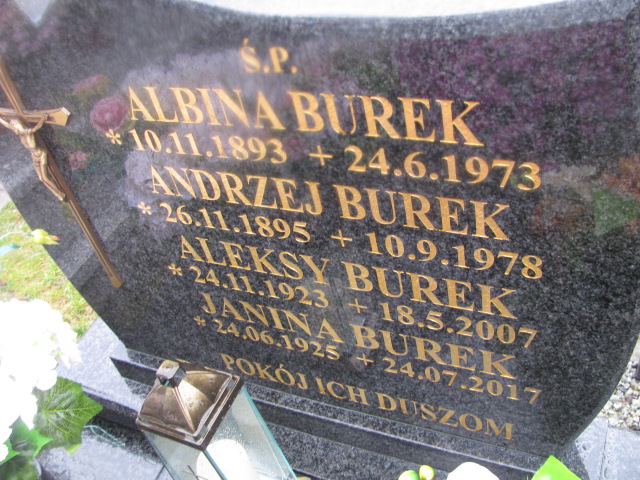 Ś.P.
ALBINA BUREK
* 10.11.1893 + 24.6.1973
ANDRZEJ BUREK
* 26.11.1895 + 10.9.1978
ALEKSY BUREK
* 24.11.1923 + 18.5.2007
JANINA BUREK
* 24.06.1925 + 24.07.2017
POKÓJ ICH DUSZOM